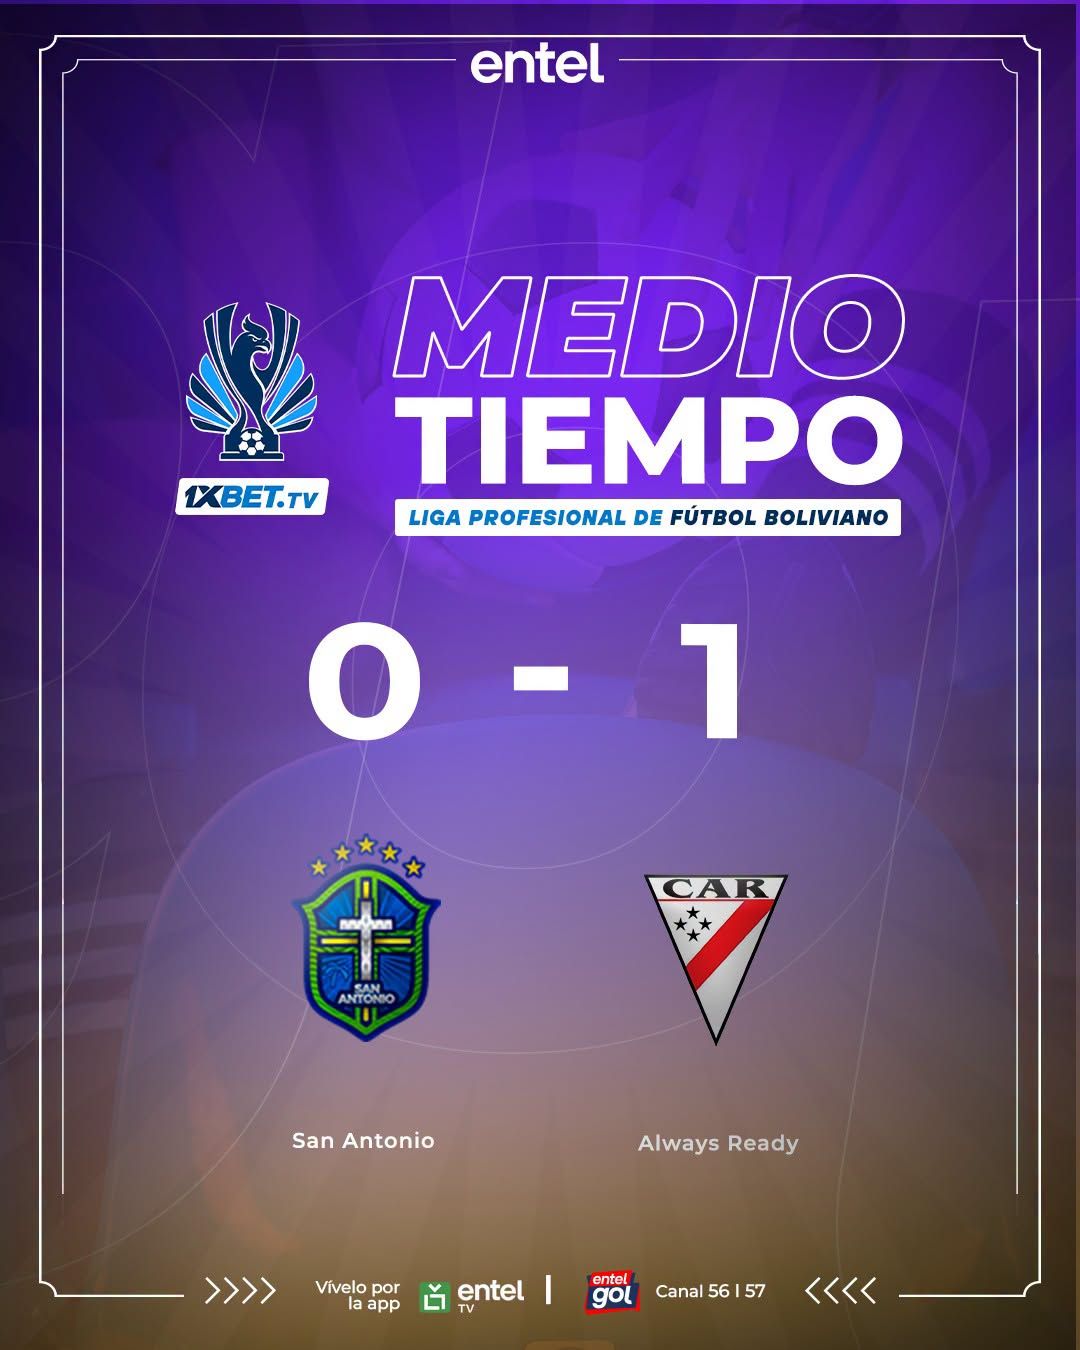 entel
MEDIO
TIEMPO
1XBET.TV
LIGA PROFESIONAL DE FÚTBOL BOLIVIANO
0 - 1
SAN
ANTONIO
CAR
San Antonio
Always Ready
Vívelo por
la app
entel
TV
entel
gol
Canal 56 | 57